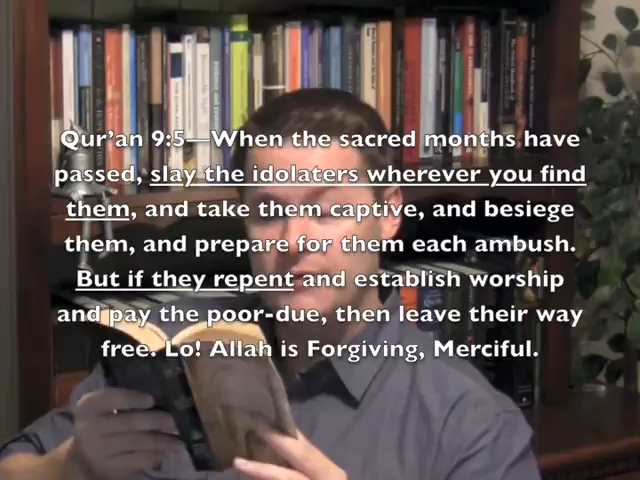 Qur'an 9:5—When the sacred months have
passed, slay the idolaters wherever you find
them, and take them captive, and besiege
them, and prepare for them each ambush.
But if they repent and establish worship
and pay the poor-due, then leave their way
free. Lo! Allah is Forgiving, Merciful.